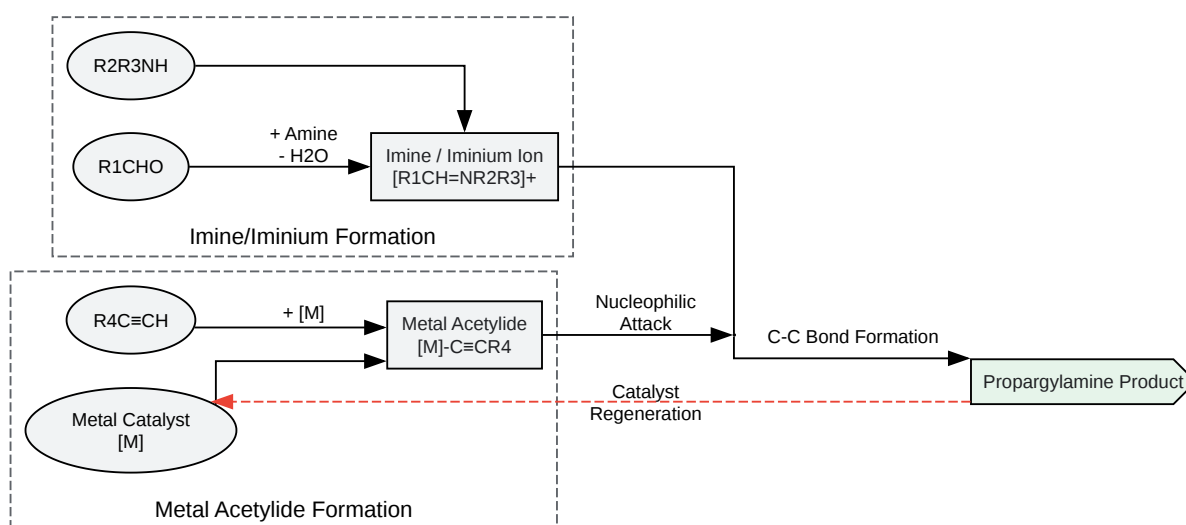 R2R3NH
R1CHO
+ Amine
- H2O
Imine / Iminium Ion
[R1CH=NR2R3]+
Imine/Iminium Formation
R4C≡CH
+ [M]
Metal Acetylide
[M]-C≡CR4
Metal Catalyst
[M]
Metal Acetylide Formation
Nucleophilic
Attack
C-C Bond Formation
Propargylamine Product
Catalyst
Regeneration